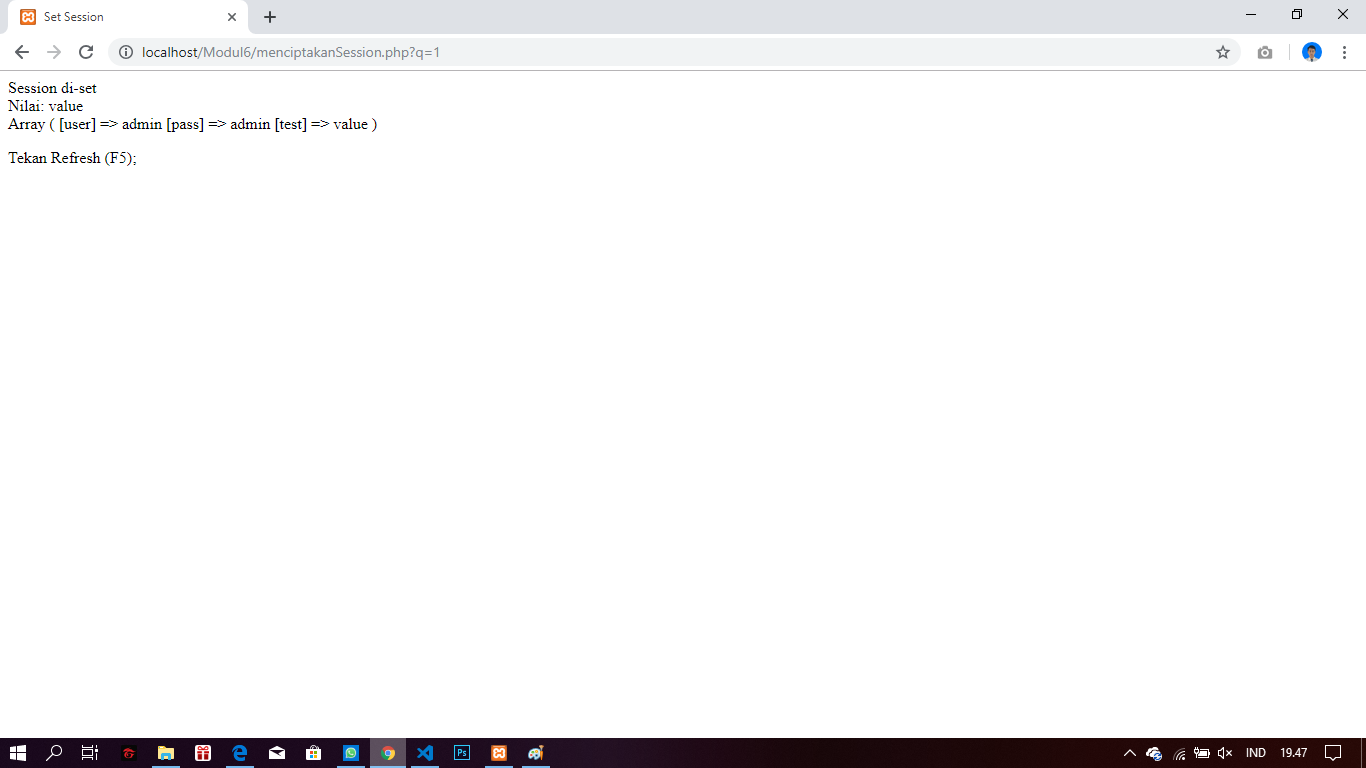 Set Session
localhost/Modul6/menciptakanSession.php?q=1
Session di-set
Nilai: value
Array ( [user] => admin [pass] => admin [test] => value )
Tekan Refresh (F5);
Ps
IND
19.47